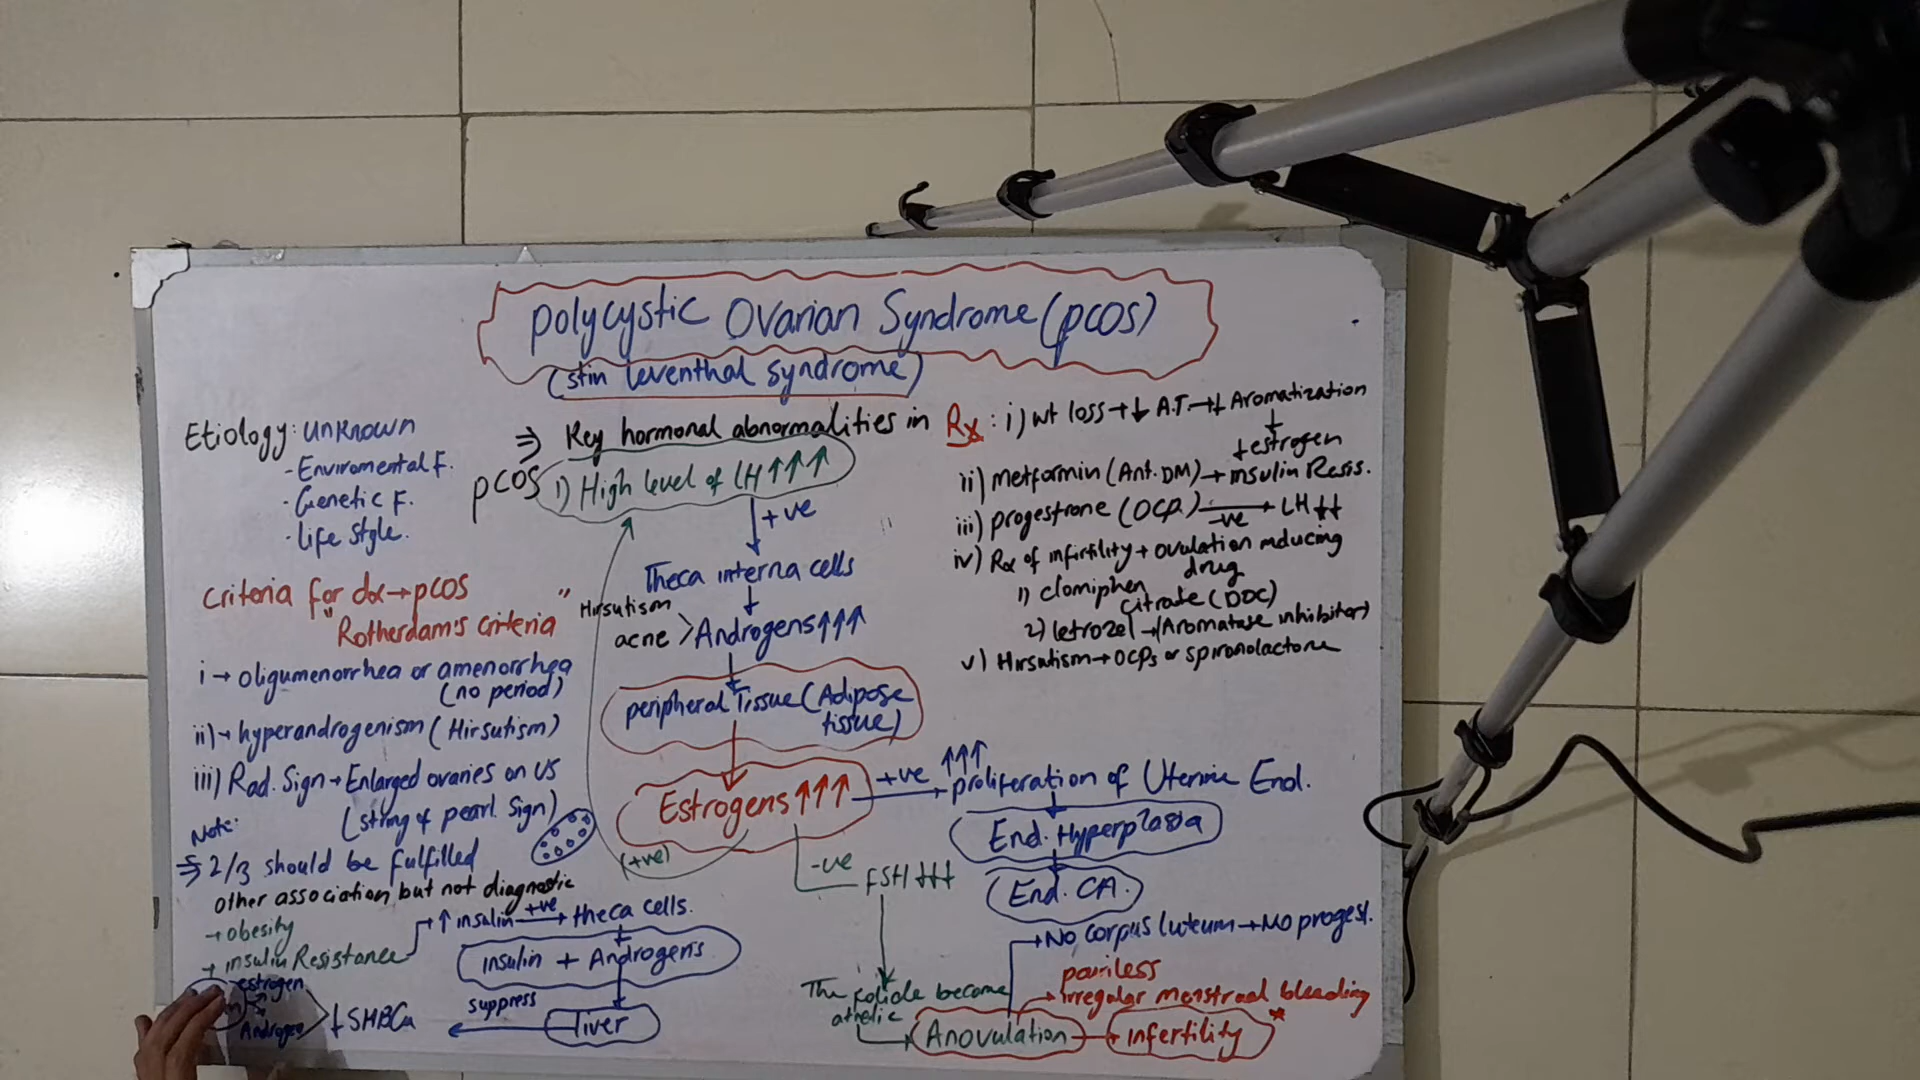 Polycystic Ovarian Syndrome (pcos)
(stin leventhal syndrome)
Etiology: unknown
- Enviromental F.
- Genetic F.
- Life style.
Criteria for dx→pcos
"Rotherdam's criteria"
i → oligumenorrhea or amenorrhea
(no period)
ii) → hyperandrogenism (Hirsutism)
iii) Rad. Sign → Enlarged ovaries on US
(string of pearl. Sign)
Note:
⇒ 2/3 should be fulfilled
other association but not diagnostic
→ obesity
→ insulin Resistance → ↑ insulin +ve→ theca cells.
insulin + Androgens
Liver
suppress
↓ SHBG
estrogen
Androgen
⇒ Key hormonal abnormalities in
pcos
1) High level of LH↑↑↑
+ve
Theca interna cells
Hirsutism
acne > Androgens↑↑↑
peripheral Tissue (Adipose
tissue)
Estrogens↑↑↑
(+ve)
+ve → ↑↑↑ proliferation of Uterine End.
End. Hyperplasia
End. CA.
-ve
FSH↓↓↓
The folicle become
atretic
Anovulation → infertility *
→ No corpus luteum → No progest.
painless
→ irregular menstrual bleeding
Rx: i) wt loss → ↓ A.T. → ↓ Aromatization
↓ estrogen
ii) metformin (Ant. DM) → insulin Resis.
iii) progestrone (OCP.) -ve→ LH↓↓
iv) Rx of infirtility → ovulation inducing
drug
1) clomiphen
citrate (DOC)
2) letrozel → (Aromatase inhibitor)
v) Hirsutism → OCPs or spironolactone